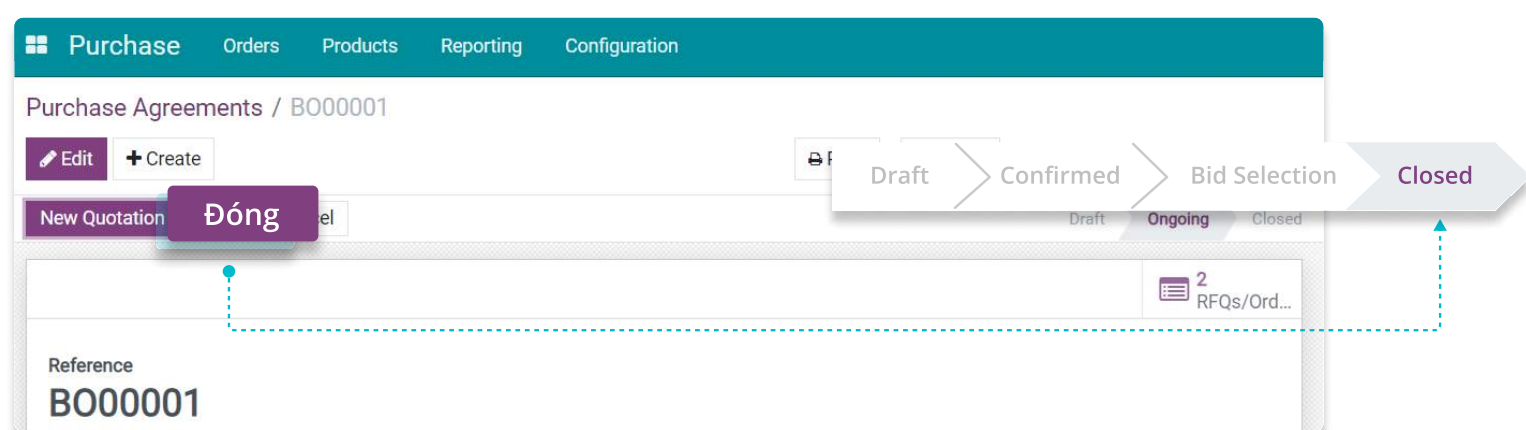 Purchase Orders Products Reporting Configuration
Purchase Agreements / BO00001
Edit Create
Draft Confirmed Bid Selection Closed
New Quotation Đóng
Draft Ongoing Closed
2
RFQs/Ord...
Reference
BO00001